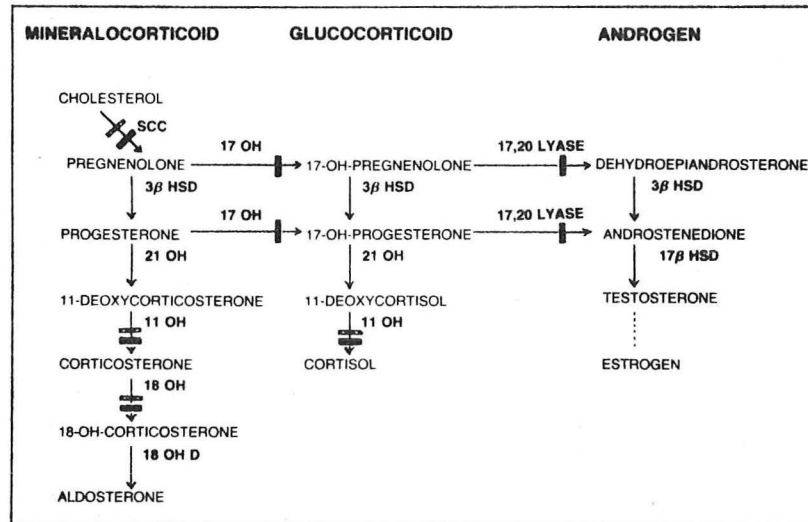 MINERALOCORTICOID GLUCOCORTICOID ANDROGEN
CHOLESTEROL
SCC
17 OH 17,20 LYASE
PREGNENOLONE 17-OH-PREGNENOLONE DEHYDROEPIANDROSTERONE
3β HSD 3β HSD 3β HSD
17 OH 17,20 LYASE
PROGESTERONE 17-OH-PROGESTERONE ANDROSTENEDIONE
21 OH 21 OH 17β HSD
11-DEOXYCORTICOSTERONE 11-DEOXYCORTISOL TESTOSTERONE
11 OH 11 OH
CORTICOSTERONE CORTISOL ESTROGEN
18 OH
18-OH-CORTICOSTERONE
18 OH D
ALDOSTERONE